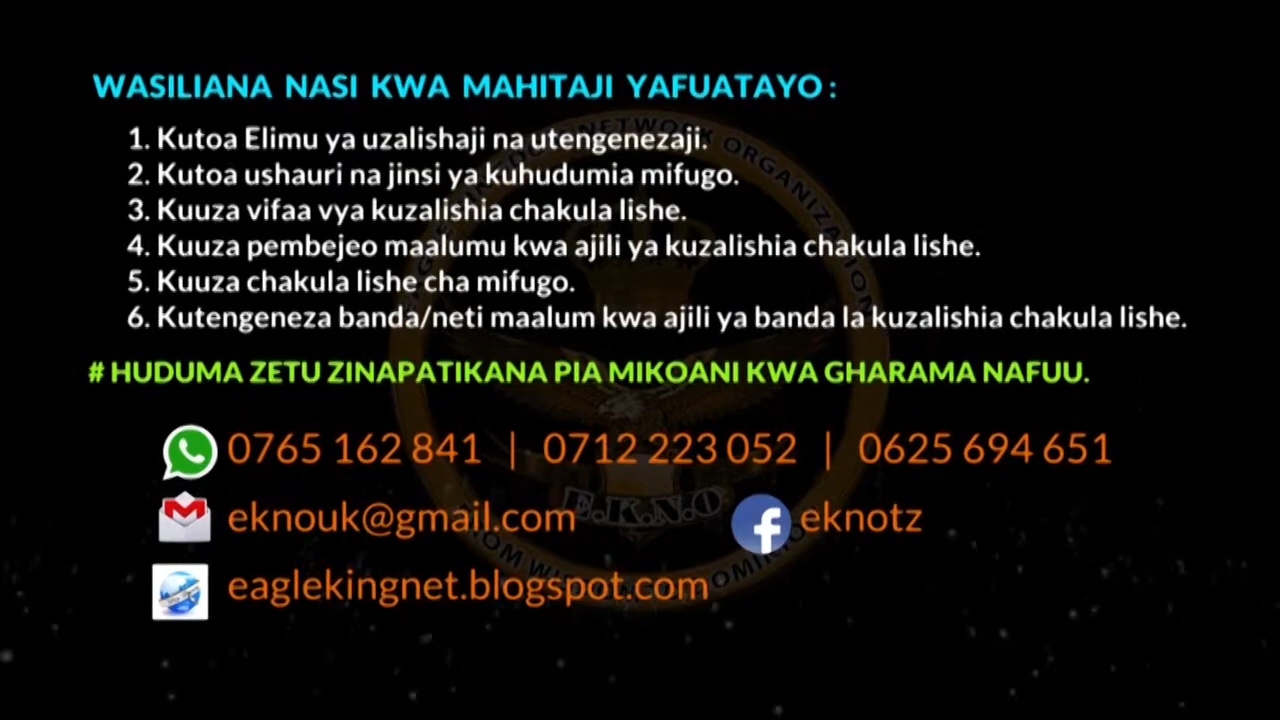 WASILIANA NASI KWA MAHITAJI YAFUATAYO :
1. Kutoa Elimu ya uzalishaji na utengenezaji.
2. Kutoa ushauri na jinsi ya kuhudumia mifugo.
3. Kuuza vifaa vya kuzalishia chakula lishe.
4. Kuuza pembejeo maalumu kwa ajili ya kuzalishia chakula lishe.
5. Kuuza chakula lishe cha mifugo.
6. Kutengeneza banda/neti maalum kwa ajili ya banda la kuzalishia chakula lishe.
# HUDUMA ZETU ZINAPATIKANA PIA MIKOANI KWA GHARAMA NAFUU.
0765 162 841 | 0712 223 052 | 0625 694 651
eknouk@gmail.com
eknotz
eaglekingnet.blogspot.com
NETWORK ORGANIZATION
E.K.N.O